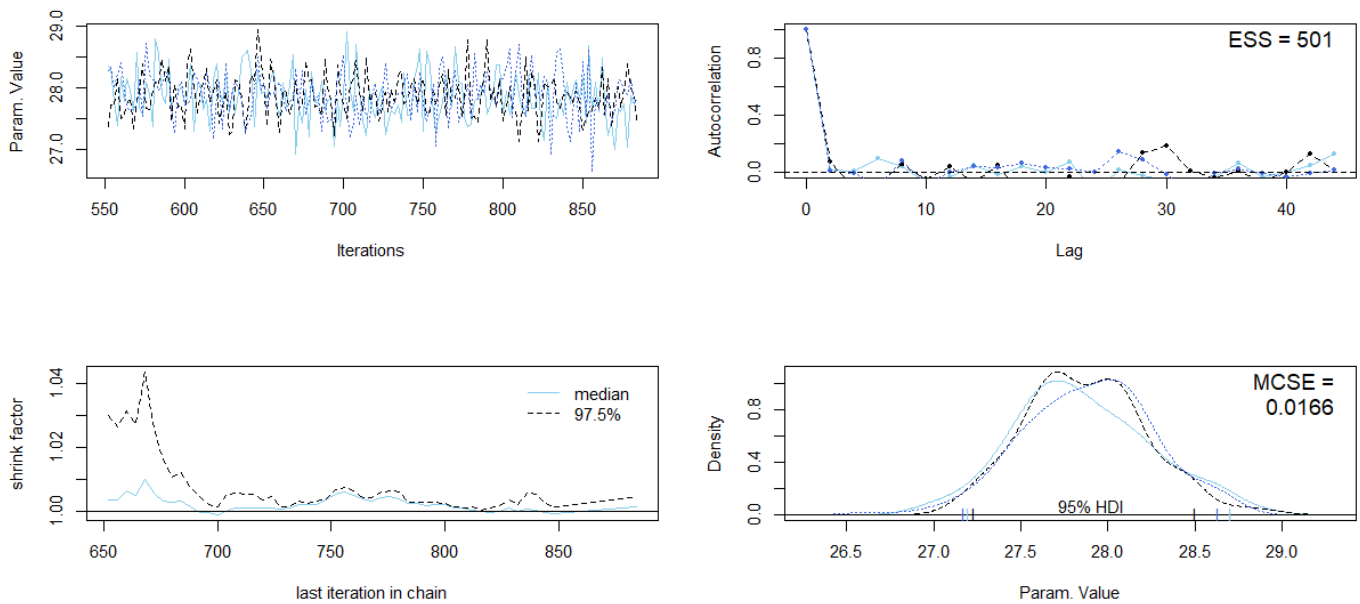 Param. Value
29.0
28.0
27.0
550 600 650 700 750 800 850
Iterations
Autocorrelation
0.8
0.4
0.0
ESS = 501
0 10 20 30 40
Lag
shrink factor
1.04
1.02
1.00
median
97.5%
650 700 750 800 850
last iteration in chain
Density
0.8
0.4
0.0
MCSE =
0.0166
95% HDI
26.5 27.0 27.5 28.0 28.5 29.0
Param. Value